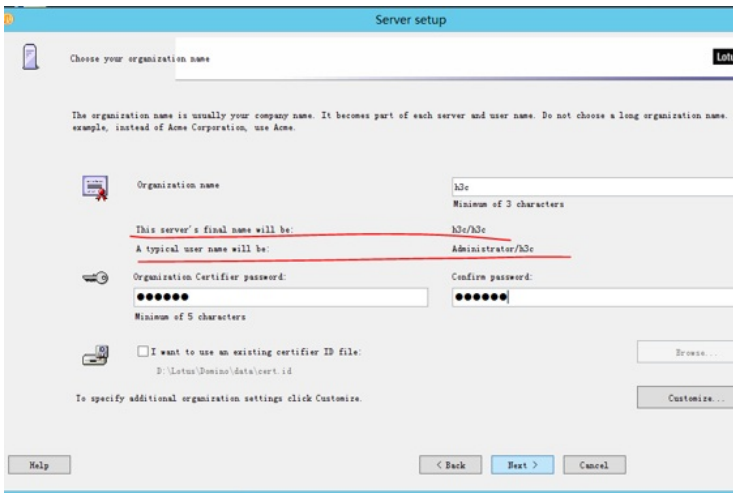 Server setup
Choose your organization name
Lotu
The organization name is usually your company name. It becomes part of each server and user name. Do not choose a long organization name.
example, instead of Acme Corporation, use Acme.
Organization name
h3c
Minimum of 3 characters
This server's final name will be:
h3c/h3c
A typical user name will be:
Administrator/h3c
Organization Certifier password:
Confirm password:
●●●●●●
●●●●●●
Minimum of 5 characters
I want to use an existing certifier ID file:
Browse...
D:\Lotus\Domino\data\cert.id
To specify additional organization settings click Customize.
Customize...
Help
< Back
Next >
Cancel